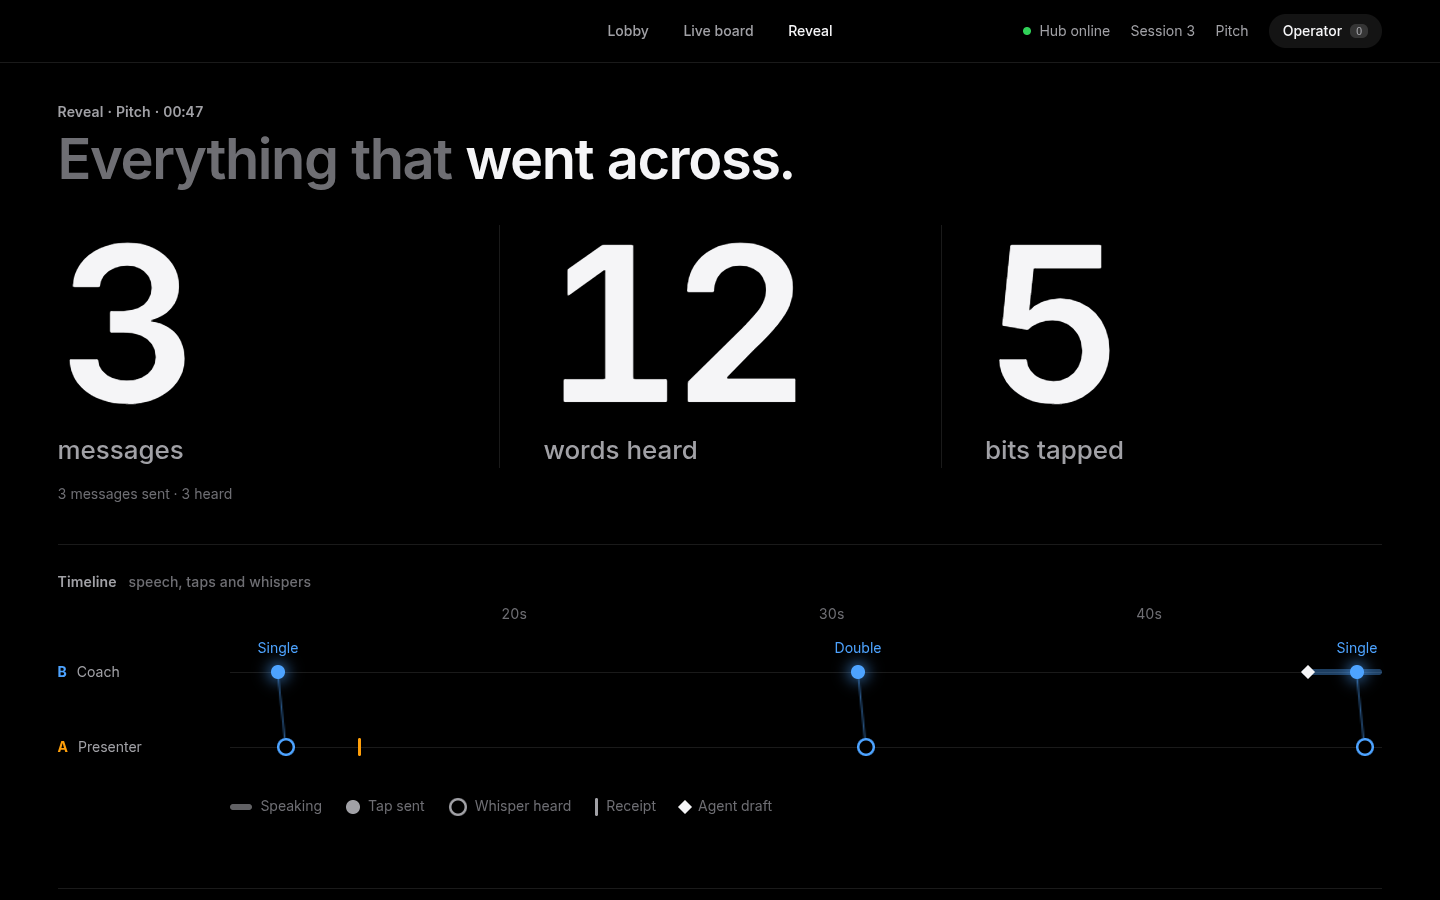 Lobby Live board Reveal Hub online Session 3 Pitch Operator 0
Reveal · Pitch · 00:47
Everything that went across.
3 12 5
messages words heard bits tapped
3 messages sent · 3 heard
Timeline speech, taps and whispers
20s 30s 40s
Single Double Single
B Coach
A Presenter
Speaking Tap sent Whisper heard Receipt Agent draft